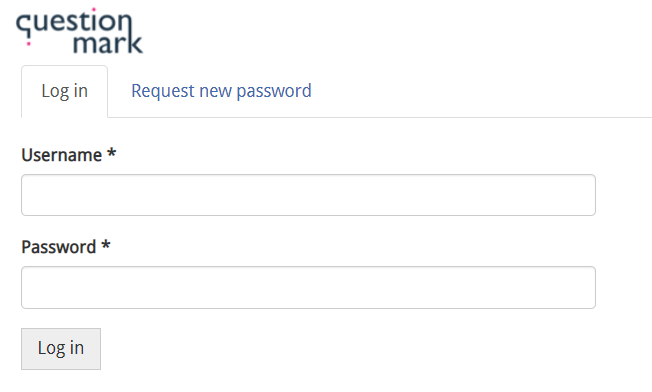 question
mark
Log in Request new password
Username *
Password *
Log in